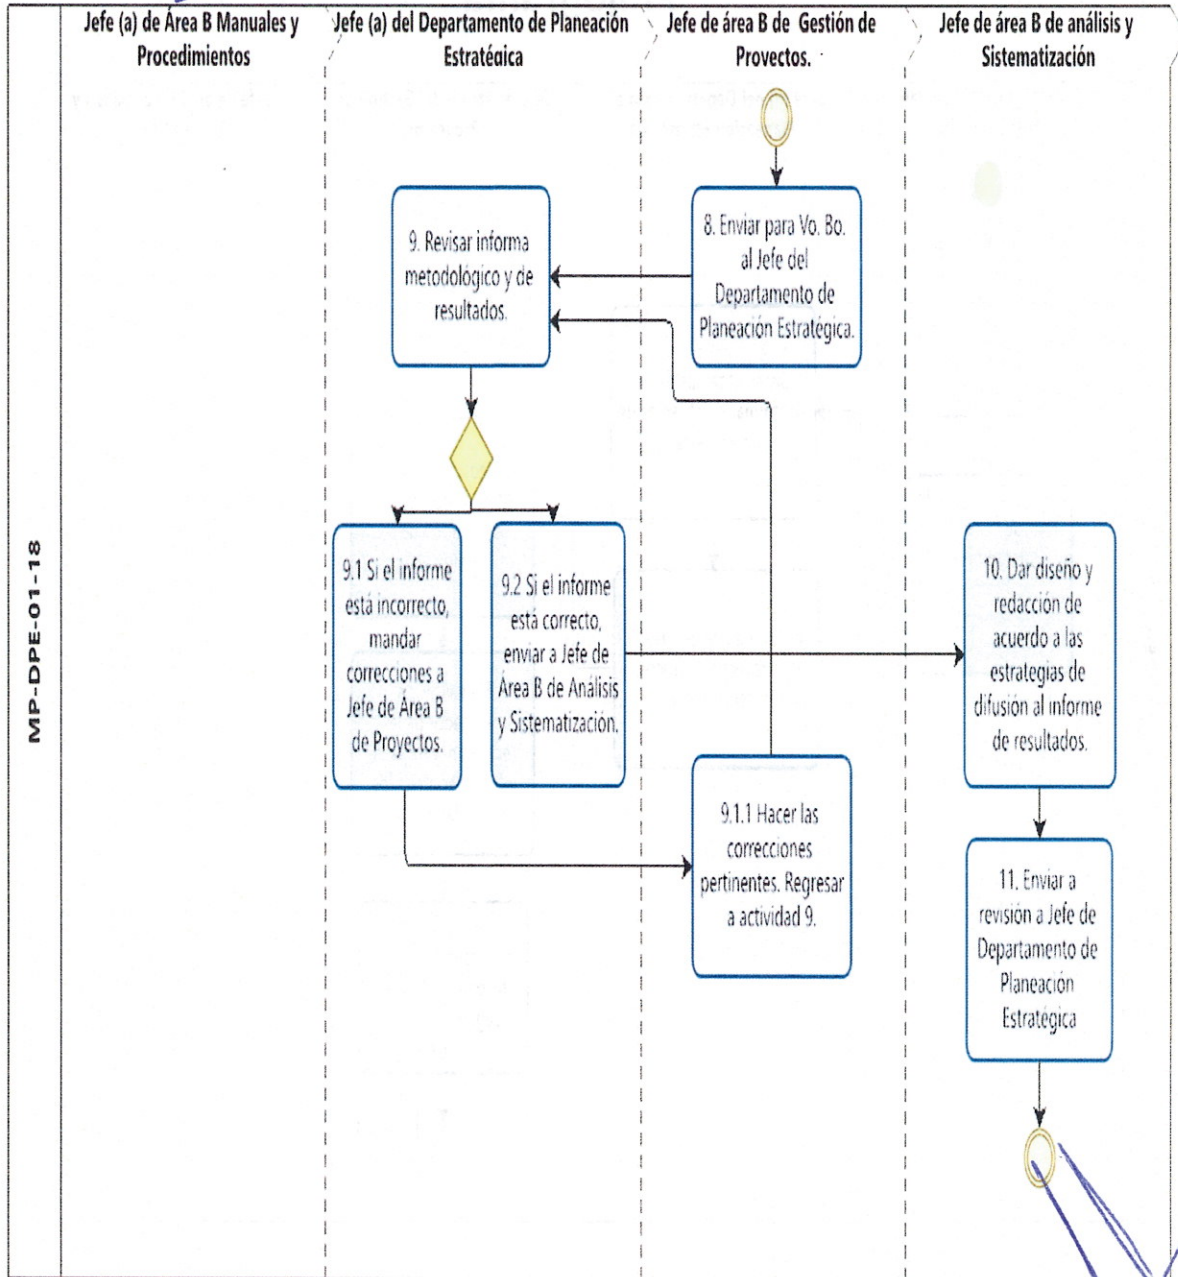 Jefe (a) de Área B Manuales y
Procedimientos
Jefe (a) del Departamento de Planeación
Estratégica
Jefe de área B de Gestión de
Proyectos.
Jefe de área B de análisis y
Sistematización
MP-DPE-01-18
8. Enviar para Vo. Bo.
al Jefe del
Departamento de
Planeación Estratégica.
9. Revisar informa
metodológico y de
resultados.
9.1 Si el informe
está incorrecto,
mandar
correcciones a
Jefe de Área B
de Proyectos.
9.2 Si el informe
está correcto,
enviar a Jefe de
Área B de Análisis
y Sistematización.
9.1.1 Hacer las
correcciones
pertinentes. Regresar
a actividad 9.
10. Dar diseño y
redacción de
acuerdo a las
estrategias de
difusión al informe
de resultados.
11. Enviar a
revisión a Jefe de
Departamento de
Planeación
Estratégica